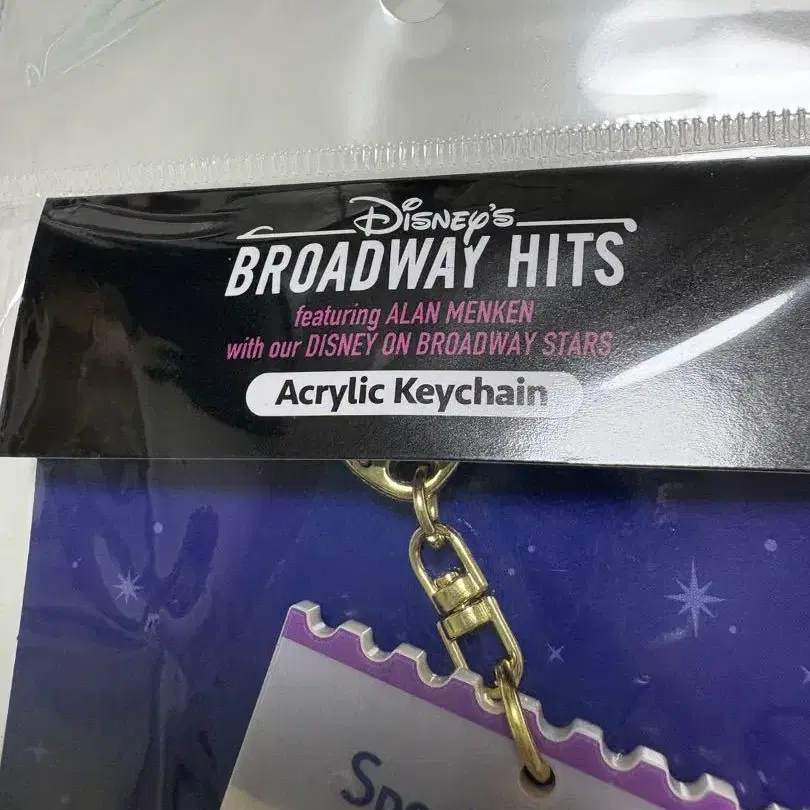 DISNEY'S
BROADWAY HITS
featuring ALAN MENKEN
with our DISNEY ON BROADWAY STARS
Acrylic Keychain